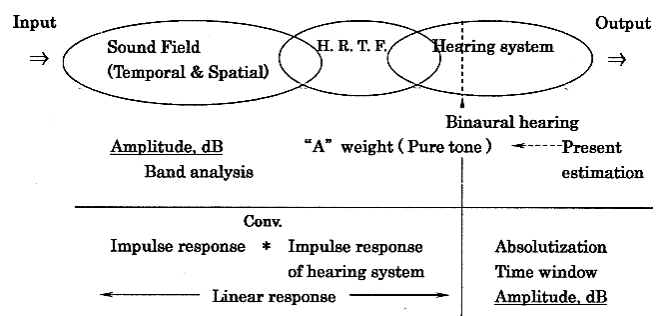 Input
Output
Sound Field
(Temporal & Spatial)
H. R. T. F.
Hearing system
⇒
⇒
Binaural hearing
Amplitude, dB
Band analysis
“A” weight ( Pure tone )
Present
estimation
Conv.
Impulse response * Impulse response
of hearing system
Linear response
Absolutization
Time window
Amplitude, dB